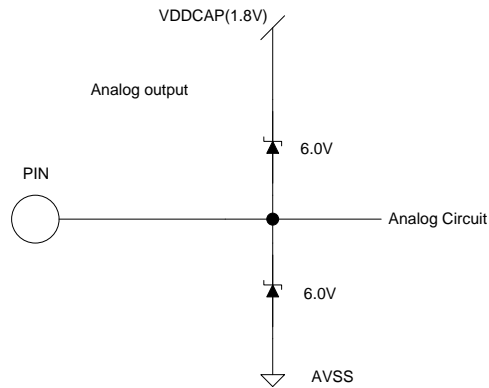 VDDCAP(1.8V)
Analog output
6.0V
PIN
Analog Circuit
6.0V
AVSS